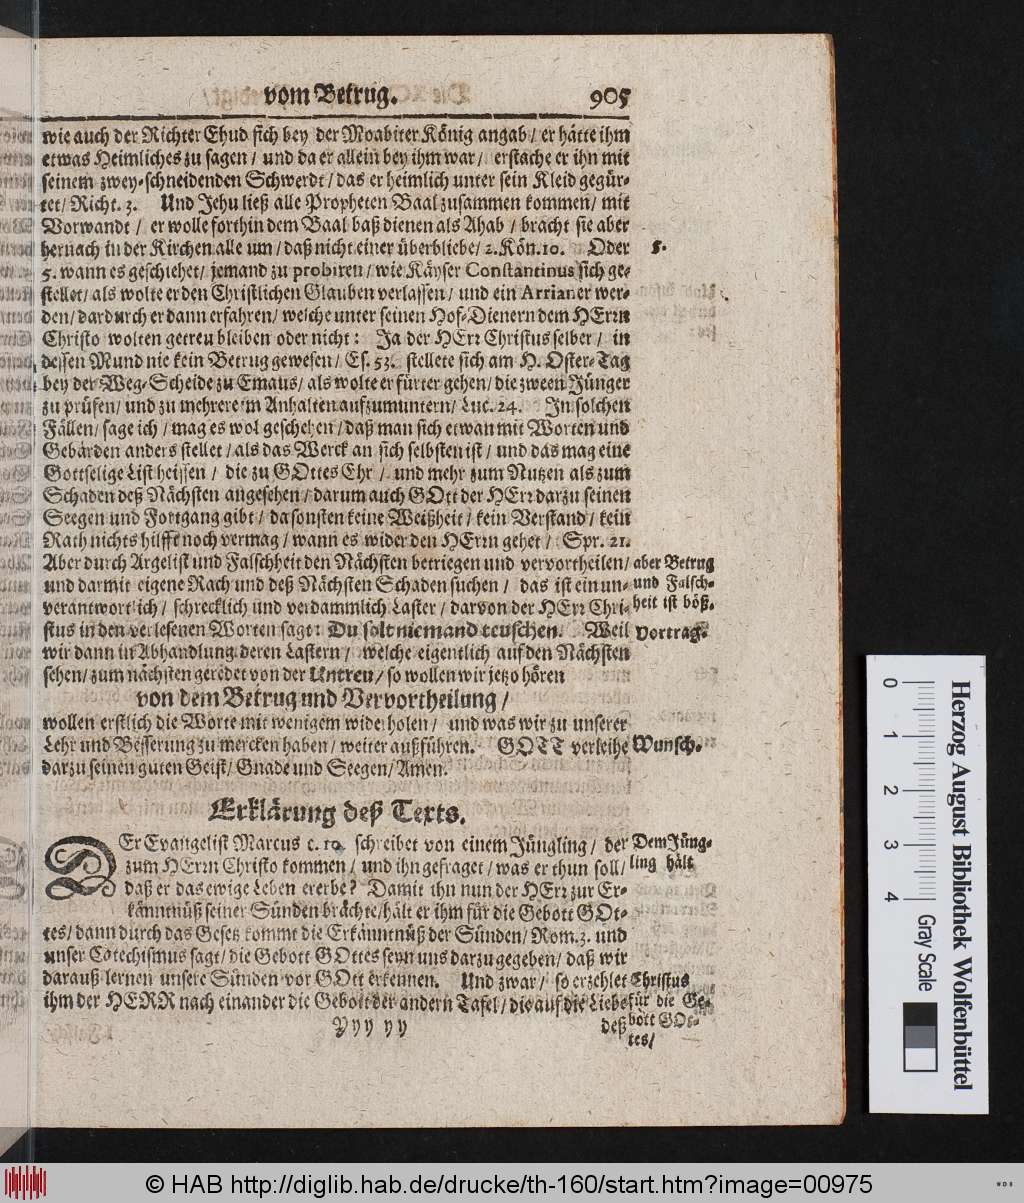 vom Betrug. 905
wie auch der Richter Ehud sich bey der Moabiter König angab / er hätte ihm
etwas Heimliches zu sagen / und da er allein bey ihm war / erstache er ihn mit
seinem zwey-schneidenden Schwerdt / das er heimlich unter sein Kleid gegür-
tet / Richt. 3. Und Jehu ließ alle Propheten Baal zusammen kommen / mit
Vorwandt / er wolle forthin dem Baal baß dienen als Ahab / bracht sie aber
hernach in der Kirchen alle um / daß nicht einer überbliebe / 2. Kön. 10. Oder
5.
5. wann es geschiehet / jemand zu probiren / wie Käyser Constantinus sich ge-
stellet / als wolte er den Christlichen Glauben verlassen / und ein Arrianer wer-
den / dardurch er dann erfahren / welche unter seinen Hof-Dienern dem HErrn
Christo wolten getreu bleiben oder nicht: Ja der HErr Christus selber / in
dessen Mund nie kein Betrug gewesen / Es. 53. stellete sich am H. Oster-Tag
bey der Weg-Scheide zu Emaus / als wolte er fürter gehen / die zween Jünger
zu prüfen / und zu mehrerem Anhalten aufzumuntern / Luc. 24. In solchen
Fällen / sage ich / mag es wol geschehen / daß man sich etwan mit Worten und
Gebärden anders stellet / als das Werck an sich selbsten ist / und das mag eine
Gottselige List heissen / die zu GOttes Ehr / und mehr zum Nutzen als zum
Schaden deß Nächsten angesehen / darum auch GOtt der HErr darzu seinen
Seegen und Fortgang gibt / da sonsten keine Weißheit / kein Verstand / kein
Rath nichts hilfft noch vermag / wann es wider den HErrn gehet / Spr. 21.
Aber durch Argelist und Falschheit den Nächsten betriegen und vervortheilen /
und darmit eigene Rach und deß Nächsten Schaden suchen / das ist ein un-
verantwortlich / schrecklich und verdammlich Laster / darvon der HErr Chri-
stus in den verlesenen Worten sagt: Du solt niemand teuschen. Weil
aber Betrug
und Falsch-
heit ist böß.
Vortrag.
wir dann in Abhandlung deren Lastern / welche eigentlich auf den Nächsten
sehen / zum nächsten geredet von der Untreu / so wollen wir jetzo hören
von dem Betrug und Vervortheilung /
wollen erstlich die Worte mit wenigem widerholen / und was wir zu unserer
Lehr und Besserung zu mercken haben / weiter außführen. GOTT verleihe
Wunsch.
darzu seinen guten Geist / Gnade und Seegen / Amen.
Erklärung deß Texts.
DEr Evangelist Marcus c. 10. schreibet von einem Jüngling / der
zum HErrn Christo kommen / und ihn gefraget / was er thun soll /
Dem Jüng-
ling hält
daß er das ewige Leben ererbe? Damit ihn nun der HErr zur Er-
känntnüß seiner Sünden brächte / hält er ihm für die Gebott GOt-
tes / dann durch das Gesetz kommt die Erkänntnüß der Sünden / Rom. 3. und
unser Catechismus sagt / die Gebott GOttes seyn uns darzu gegeben / daß wir
darauß lernen unsere Sünden vor GOtt erkennen. Und zwar / so erzehlet
ihm der HERR nach einander die Gebott der andern Tafel / die auf die Liebe
Christus
für die Ge-
bott GOt-
tes /
Yyy yy deß
Herzog August Bibliothek Wolfenbüttel
0 1 2 3 4 Gray Scale
© HAB http://diglib.hab.de/drucke/th-160/start.htm?image=00975